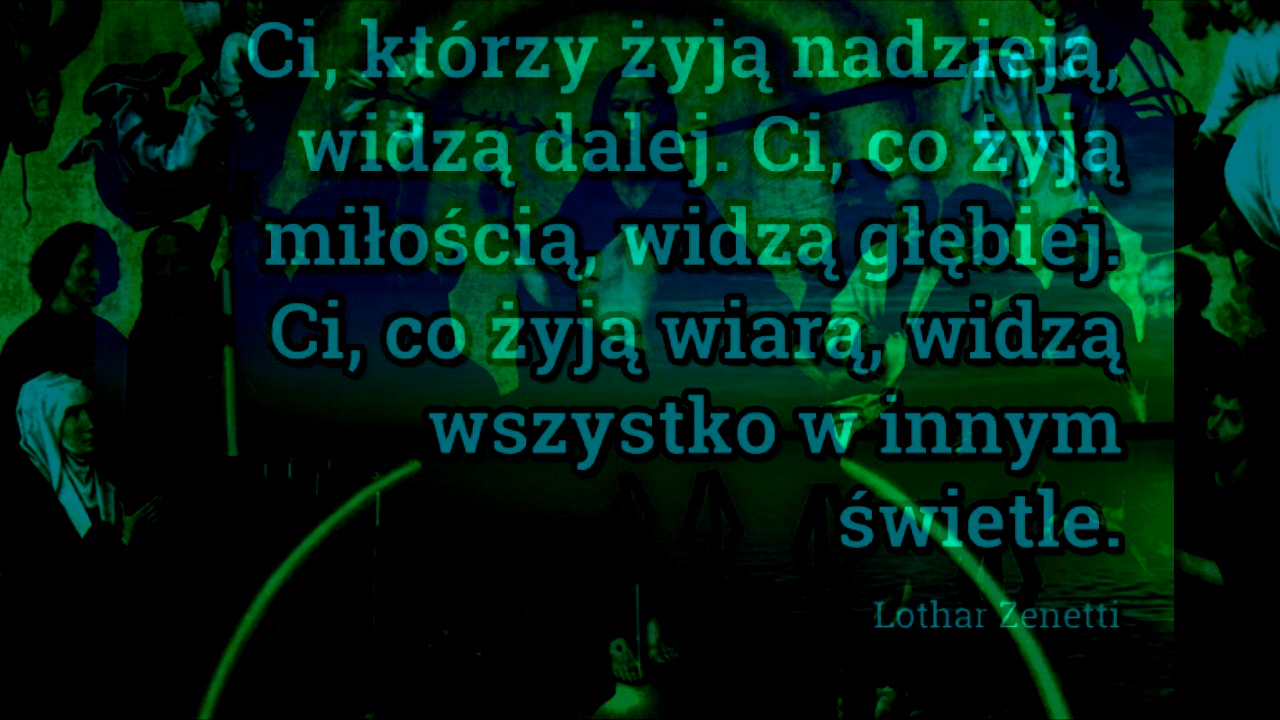 Ci, którzy żyją nadzieją,
widzą dalej. Ci, co żyją
miłością, widzą głębiej.
Ci, co żyją wiarą, widzą
wszystko w innym
świetle.
Lothar Zenetti